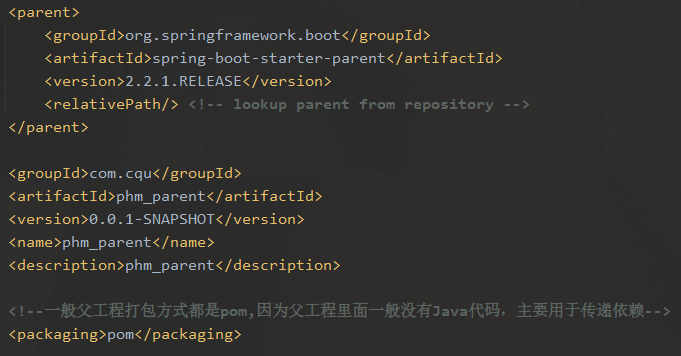 <parent>
<groupId>org.springframework.boot</groupId>
<artifactId>spring-boot-starter-parent</artifactId>
<version>2.2.1.RELEASE</version>
<relativePath/> <!-- lookup parent from repository -->
</parent>
<groupId>com.cqu</groupId>
<artifactId>phm_parent</artifactId>
<version>0.0.1-SNAPSHOT</version>
<name>phm_parent</name>
<description>phm_parent</description>
<!--一般父工程打包方式都是pom,因为父工程里面一般没有Java代码，主要用于传递依赖-->
<packaging>pom</packaging>